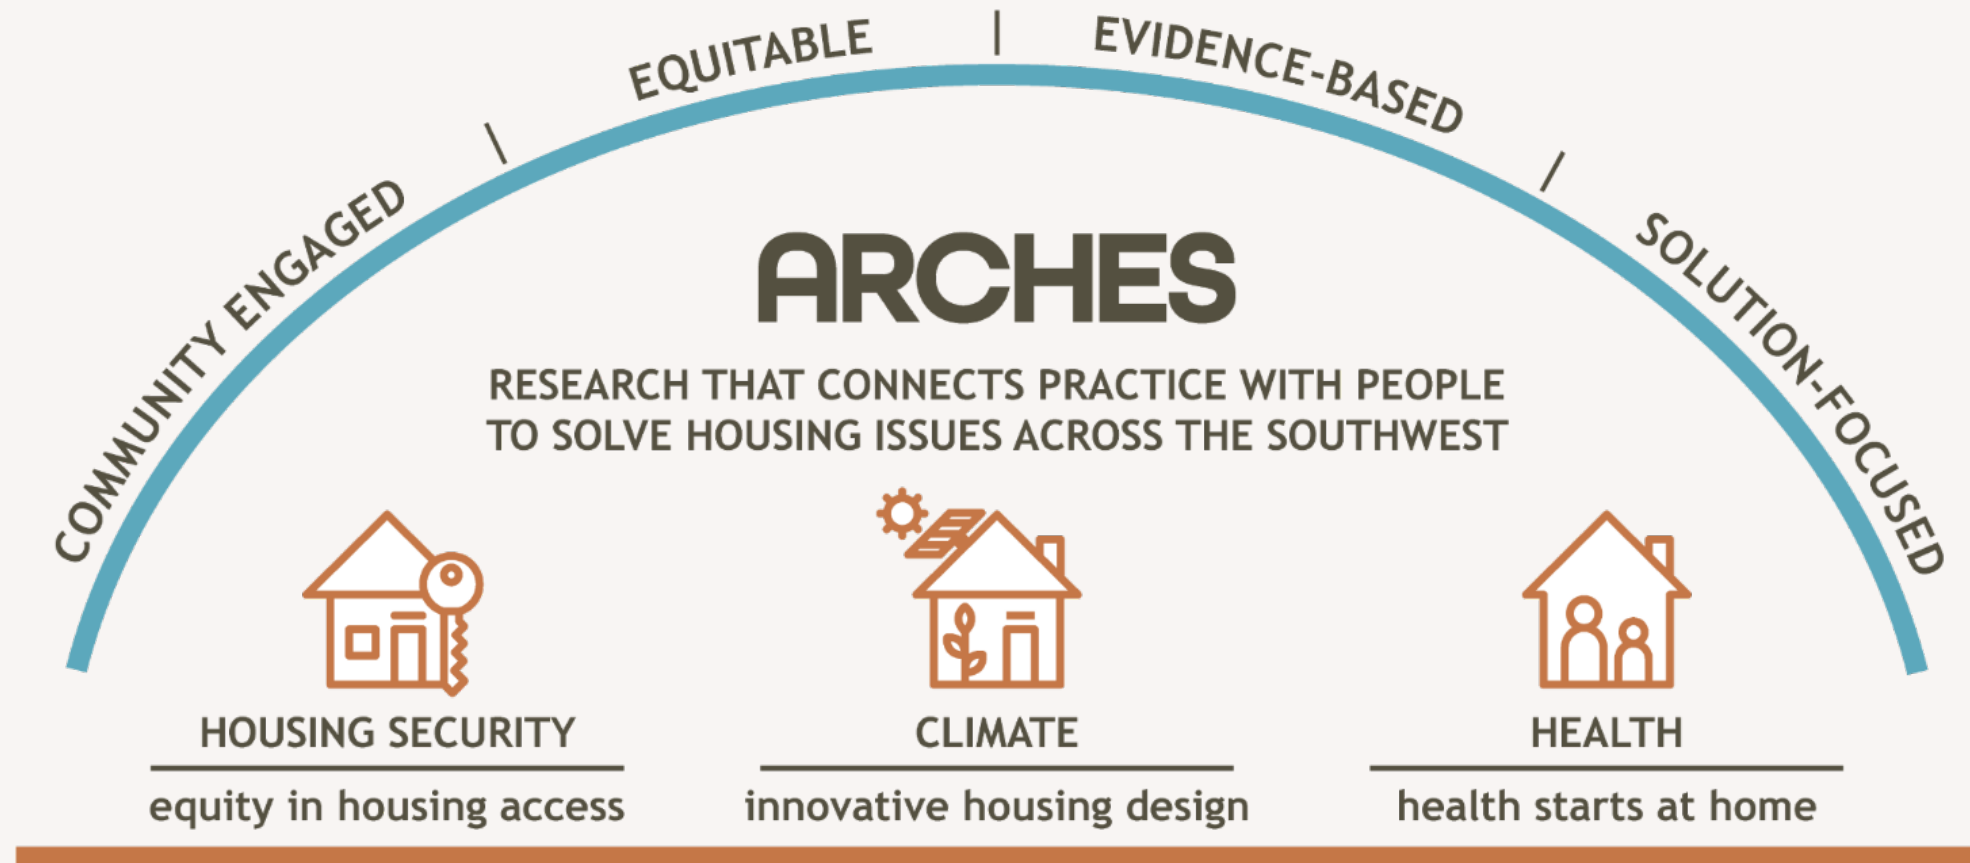 COMMUNITY ENGAGED
EQUITABLE
EVIDENCE-BASED
SOLUTION-FOCUSED
ARCHES
RESEARCH THAT CONNECTS PRACTICE WITH PEOPLE
TO SOLVE HOUSING ISSUES ACROSS THE SOUTHWEST
HOUSING SECURITY
equity in housing access
CLIMATE
innovative housing design
HEALTH
health starts at home